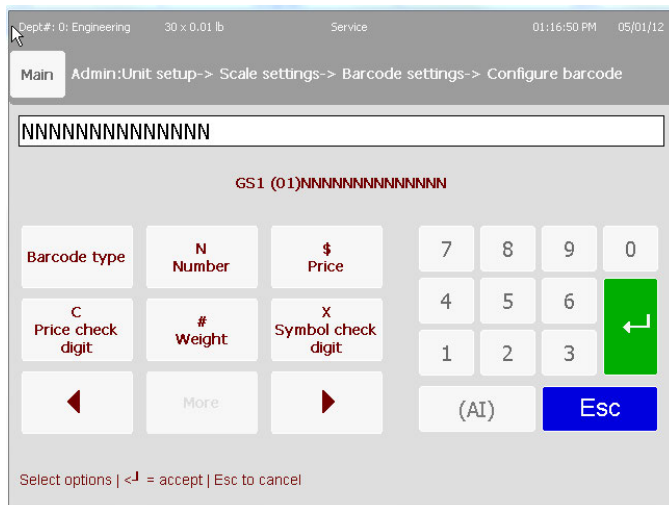 Dept#: 0: Engineering 30 x 0.01 lb Service 01:16:50 PM 05/01/12
Main Admin:Unit setup-> Scale settings-> Barcode settings-> Configure barcode
NNNNNNNNNNNNNN
GS1 (01)NNNNNNNNNNNNNN
Barcode type
N
Number
$
Price
7 8 9 0
C
Price check
digit
#
Weight
X
Symbol check
digit
4 5 6
1 2 3
More
(AI) Esc
Select options | <┘ = accept | Esc to cancel